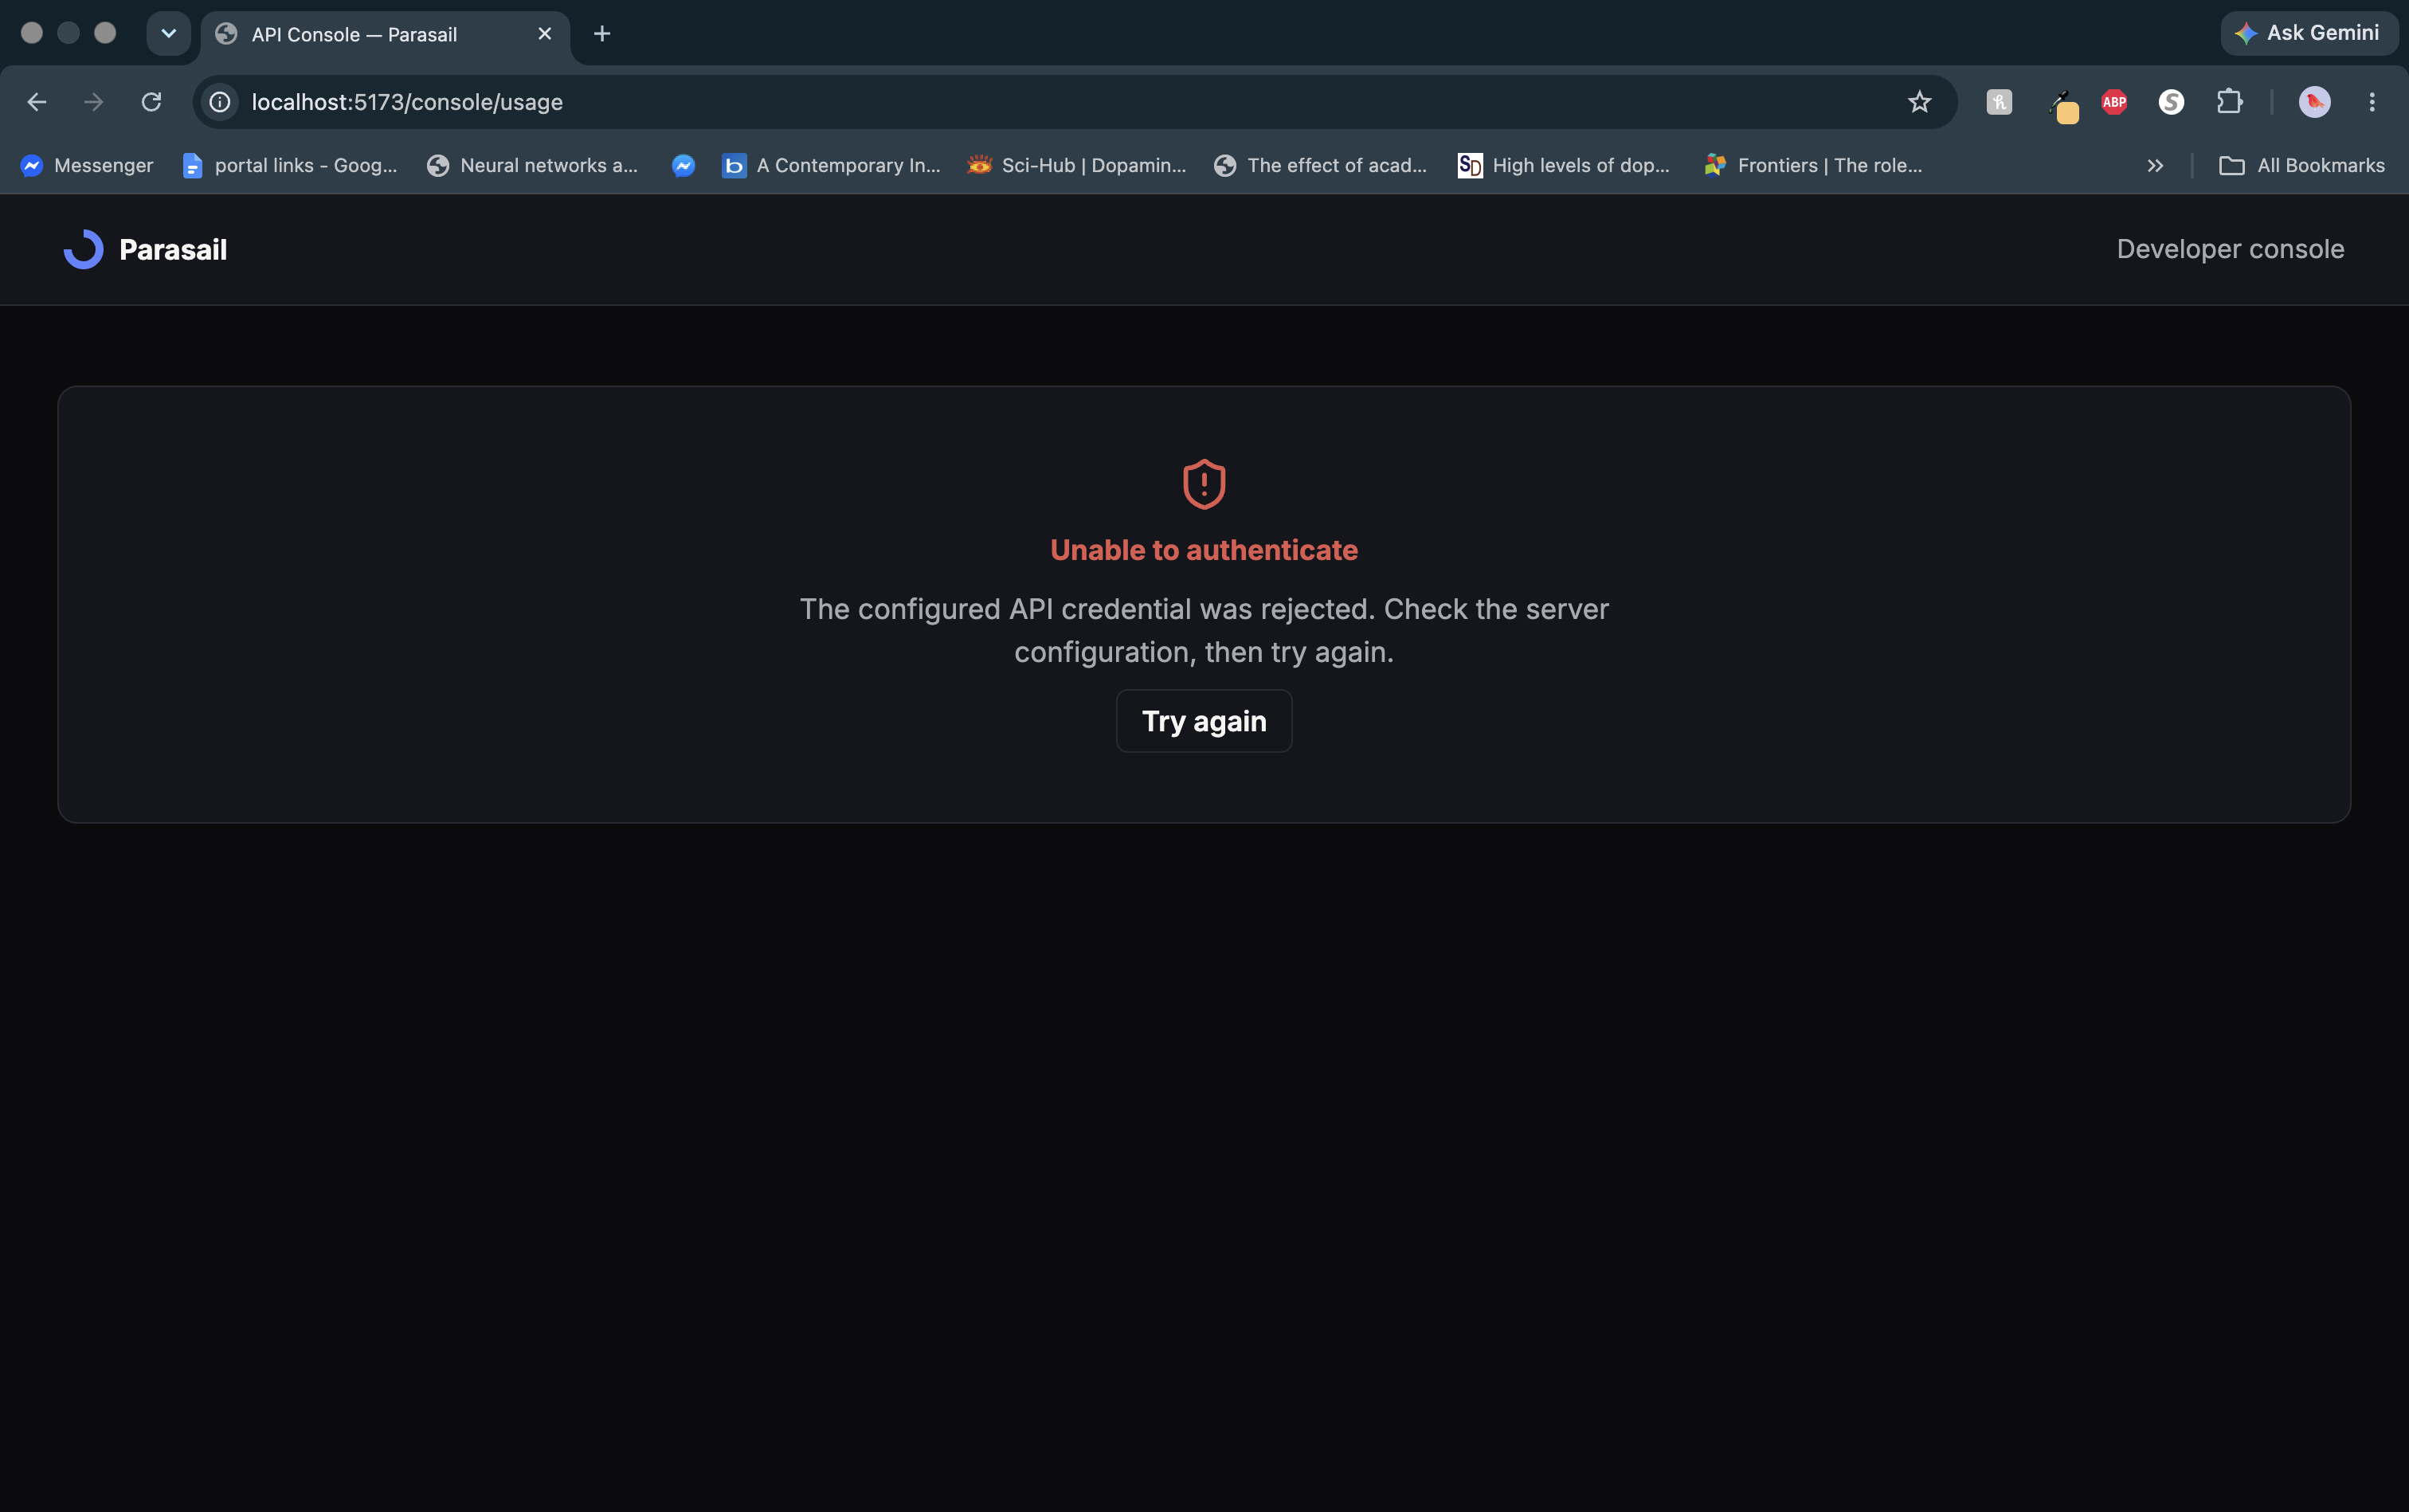 API Console — Parasail
Ask Gemini
localhost:5173/console/usage
ABP
Messenger
portal links - Goog...
Neural networks a...
A Contemporary In...
Sci-Hub | Dopamin...
The effect of acad...
SD
High levels of dop...
Frontiers | The role...
All Bookmarks
Parasail
Developer console
Unable to authenticate
The configured API credential was rejected. Check the server
configuration, then try again.
Try again